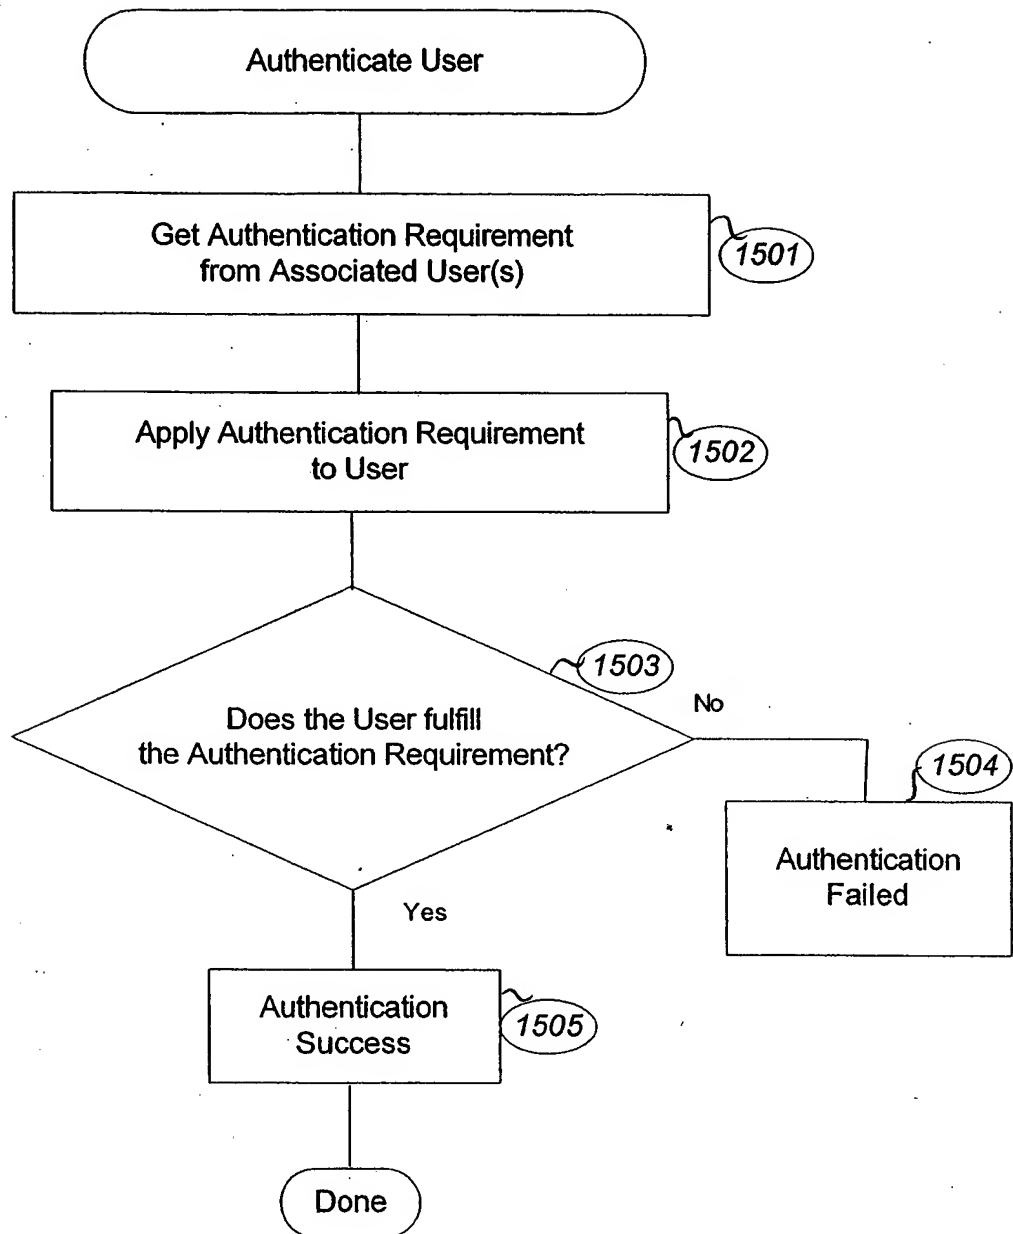 Authenticate User
Get Authentication Requirement
from Associated User(s)
1501
Apply Authentication Requirement
to User
1502
1503
Does the User fulfill
the Authentication Requirement?
No
1504
Authentication
Failed
Yes
Authentication
Success
1505
Done